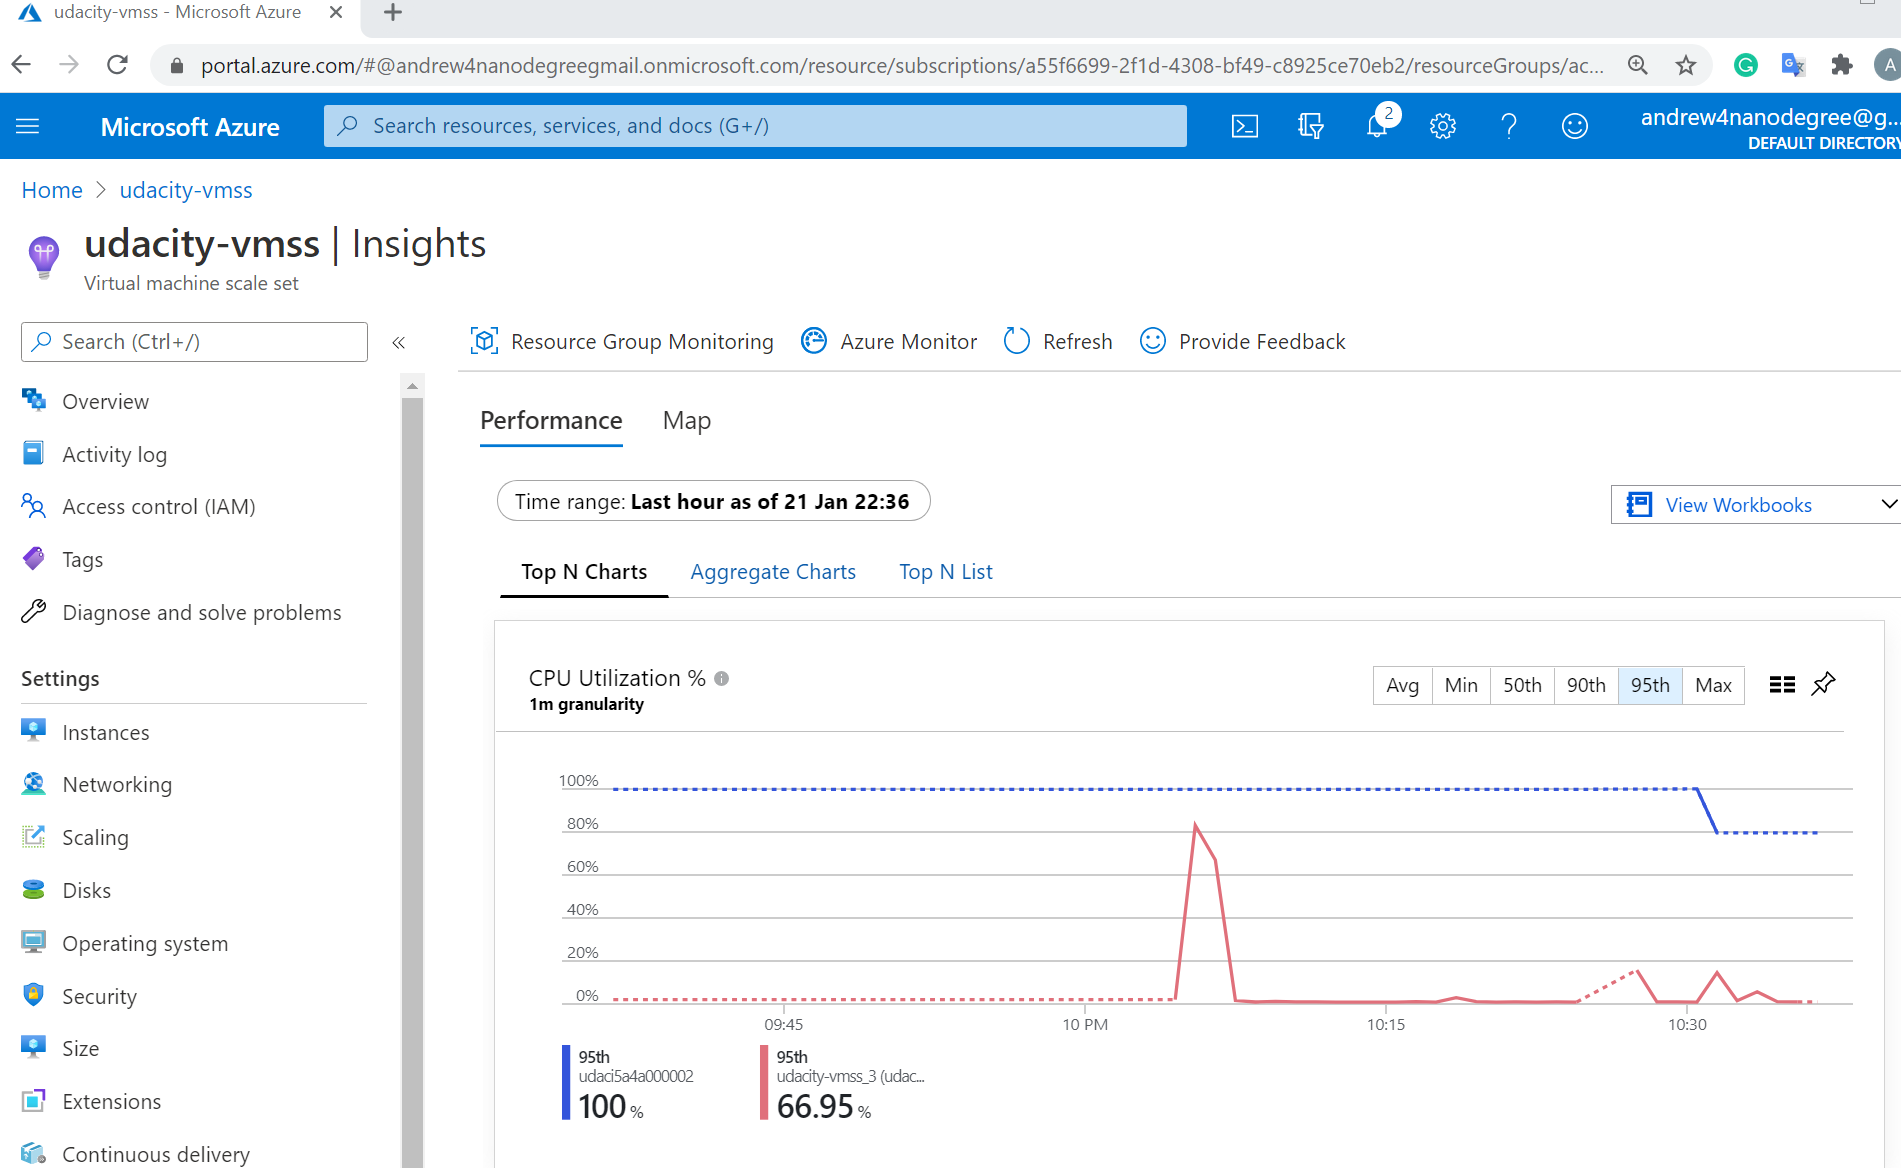 udacity-vmss - Microsoft Azure
portal.azure.com/#@andrew4nanodegreegmail.onmicrosoft.com/resource/subscriptions/a55f6699-2f1d-4308-bf49-c8925ce70eb2/resourceGroups/ac...
A
Microsoft Azure
Search resources, services, and docs (G+/)
2
andrew4nanodegree@g...
DEFAULT DIRECTORY
Home > udacity-vmss
udacity-vmss | Insights
Virtual machine scale set
Search (Ctrl+/)
«
Resource Group Monitoring
Azure Monitor
Refresh
Provide Feedback
Overview
Activity log
Access control (IAM)
Tags
Diagnose and solve problems
Settings
Instances
Networking
Scaling
Disks
Operating system
Security
Size
Extensions
Continuous delivery
Performance
Map
Time range: Last hour as of 21 Jan 22:36
View Workbooks
Top N Charts
Aggregate Charts
Top N List
CPU Utilization %
1m granularity
Avg
Min
50th
90th
95th
Max
100%
80%
60%
40%
20%
0%
09:45
10 PM
10:15
10:30
95th
udaci5a4a000002
100 %
95th
udacity-vmss_3 (udac...
66.95 %